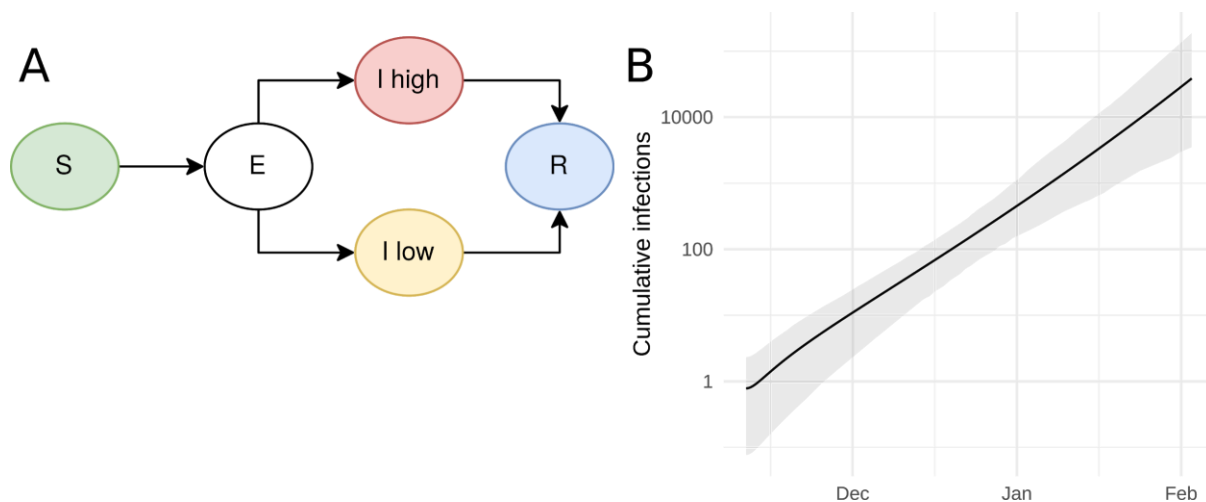 A
I high
S
E
R
I low
B
Cumulative infections
10000
100
1
Dec
Jan
Feb